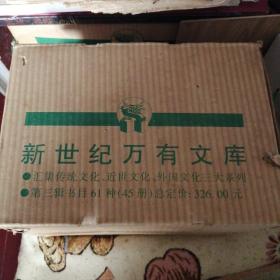 新世纪万有文库
●汇集传统文化、近世文化、外国文化三大系列
●第三辑书目61种(45册)总定价：326.00元